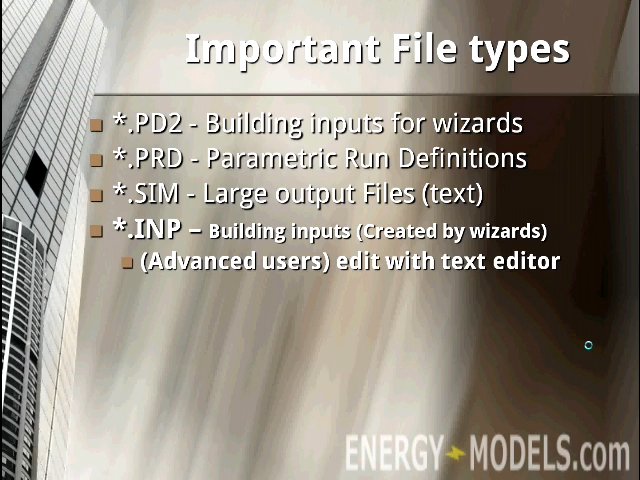 Important File types
*.PD2 - Building inputs for wizards
*.PRD - Parametric Run Definitions
*.SIM - Large output Files (text)
*.INP – Building inputs (Created by wizards)
(Advanced users) edit with text editor
ENERGY-MODELS.com